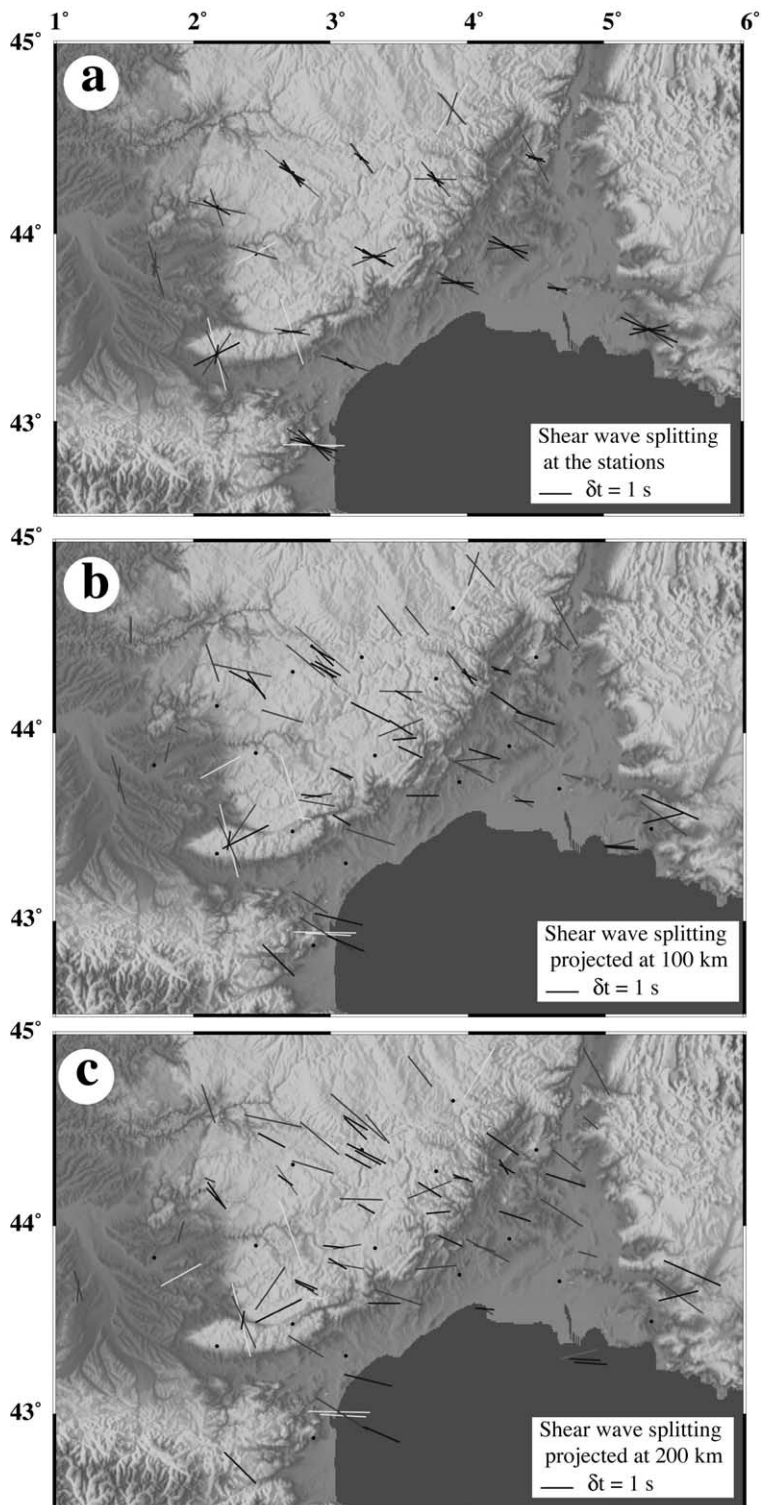 1° 2° 3° 4° 5° 6°
45°
a
44°
43°
Shear wave splitting
at the stations
δt = 1 s
45°
b
44°
43°
Shear wave splitting
projected at 100 km
δt = 1 s
45°
c
44°
43°
Shear wave splitting
projected at 200 km
δt = 1 s